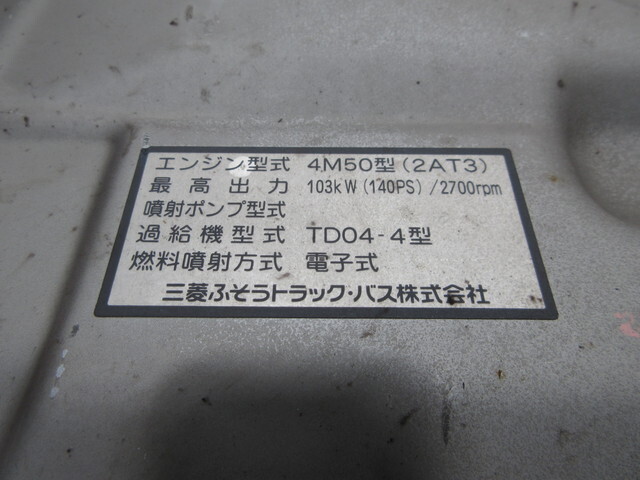 エンジン型式 4M50型(2AT3)
最高出力 103kW(140PS)/2700rpm
噴射ポンプ型式
過給機型式 TD04-4型
燃料噴射方式 電子式
三菱ふそうトラック・バス株式会社